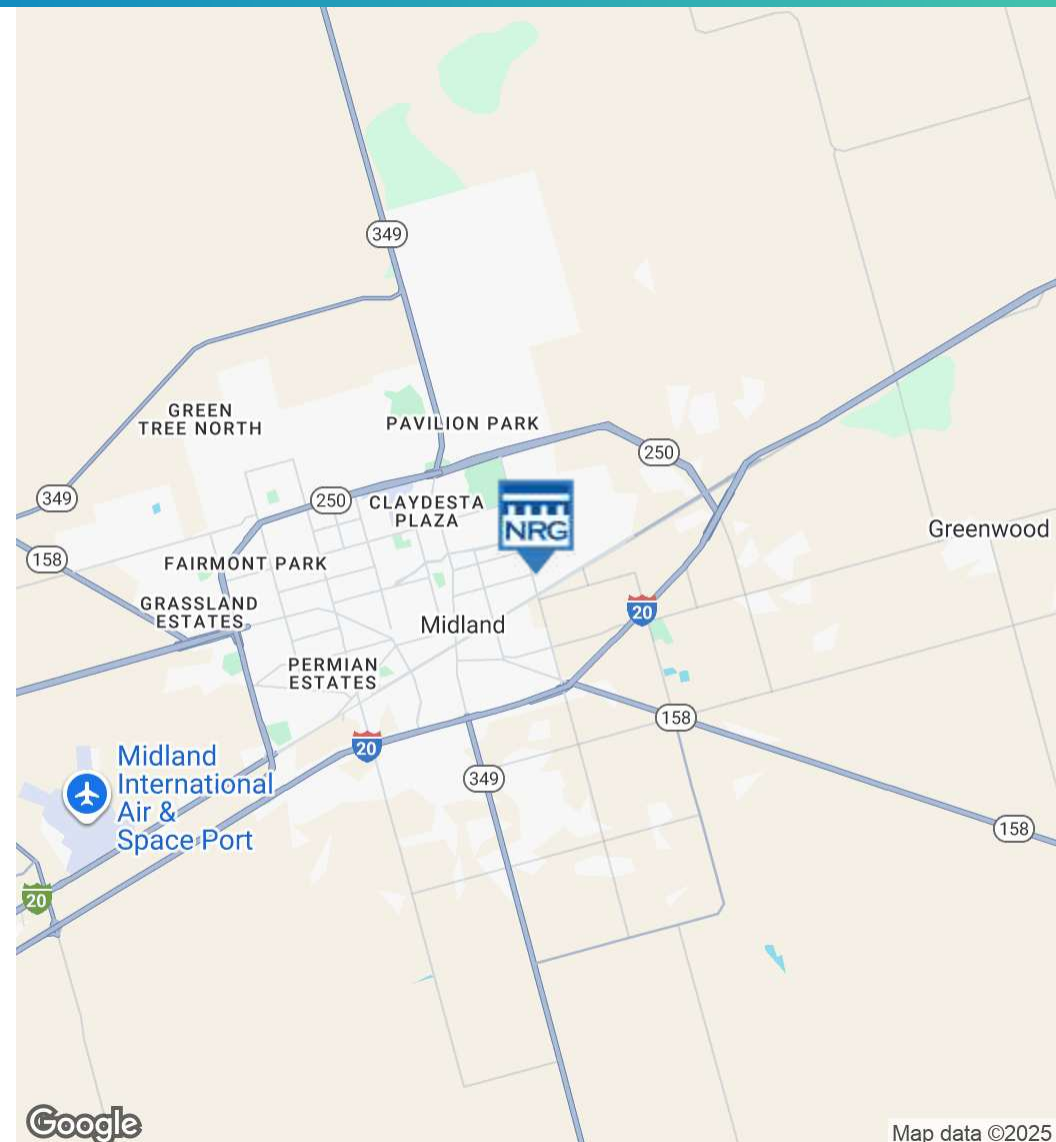 349
GREEN
TREE NORTH
PAVILION PARK
250
349
250
CLAYDESTA
PLAZA
NRG
Greenwood
158
FAIRMONT PARK
GRASSLAND
ESTATES
20
Midland
PERMIAN
ESTATES
158
20
349
Midland
International
Air &
Space Port
158
20
Google
Map data ©2025